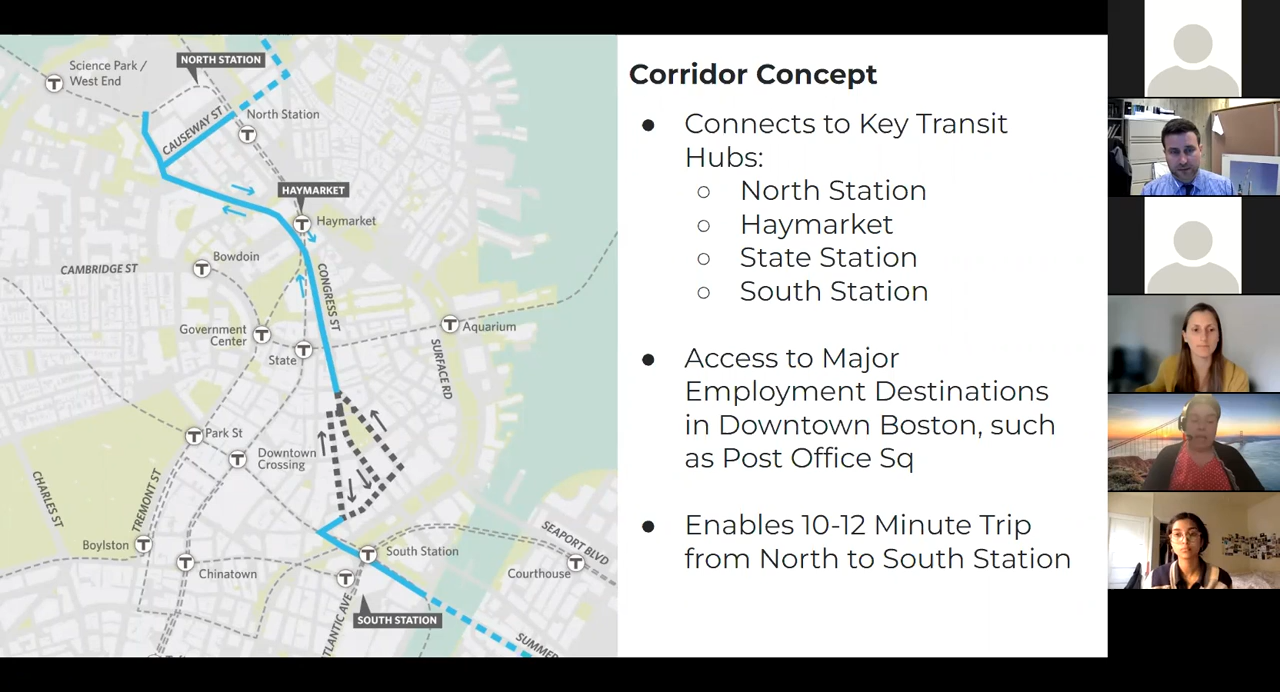 Science Park /
West End
NORTH STATION
North Station
CAUSEWAY ST
HAYMARKET
Haymarket
Bowdoin
CAMBRIDGE ST
CONGRESS ST
Government
Center
State
Aquarium
SURFACE RD
Park St
Downtown
Crossing
CHARLES ST
TREMONT ST
Boylston
Chinatown
South Station
SEAPORT BLVD
Courthouse
SOUTH STATION
TLANTIC AVE
SUMMER
Corridor Concept
● Connects to Key Transit
Hubs:
○ North Station
○ Haymarket
○ State Station
○ South Station
● Access to Major
Employment Destinations
in Downtown Boston, such
as Post Office Sq
● Enables 10-12 Minute Trip
from North to South Station